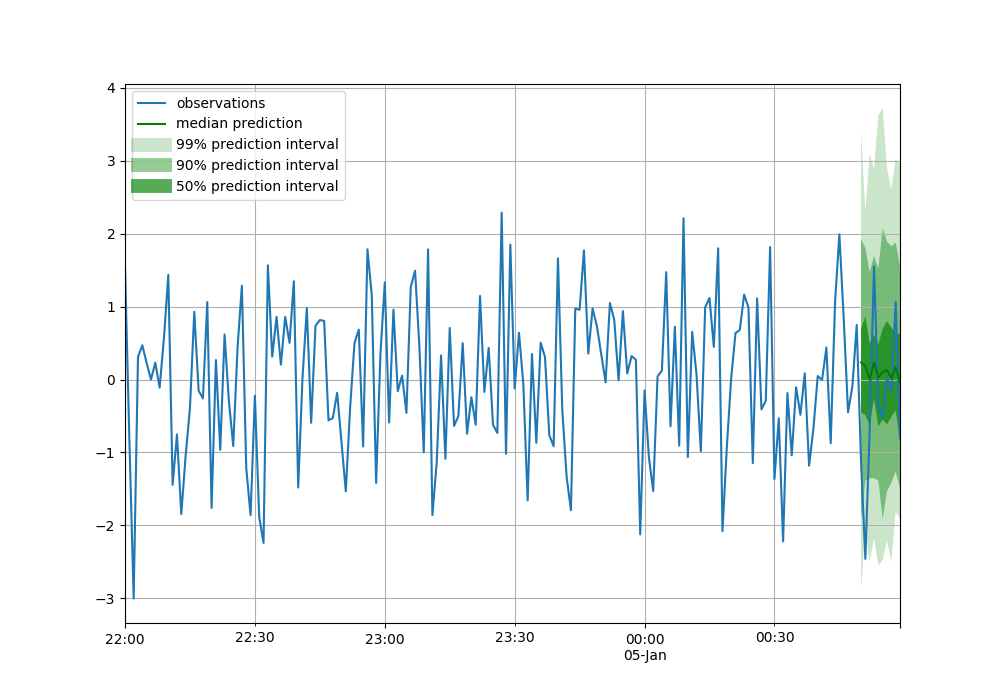 4
3
2
1
0
−1
−2
−3
observations
median prediction
99% prediction interval
90% prediction interval
50% prediction interval
22:00 22:30 23:00 23:30 00:00 00:30
05-Jan